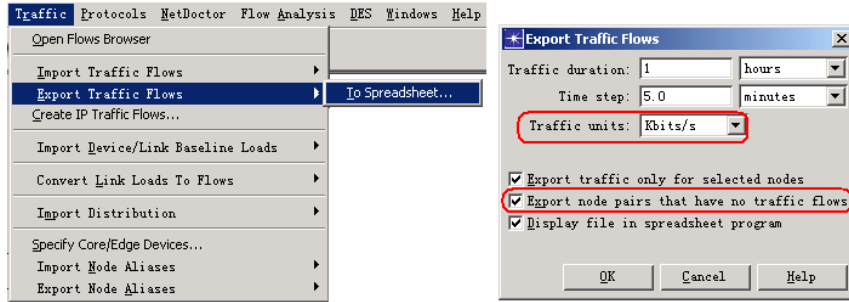 Traffic Protocols NetDoctor Flow Analysis DES Windows Help
Open Flows Browser
Import Traffic Flows
Export Traffic Flows
To Spreadsheet...
Create IP Traffic Flows...
Import Device/Link Baseline Loads
Convert Link Loads To Flows
Import Distribution
Specify Core/Edge Devices...
Import Node Aliases
Export Node Aliases
Export Traffic Flows
Traffic duration: 1 hours
Time step: 5.0 minutes
Traffic units: Kbits/s
Export traffic only for selected nodes
Export node pairs that have no traffic flows
Display file in spreadsheet program
OK Cancel Help